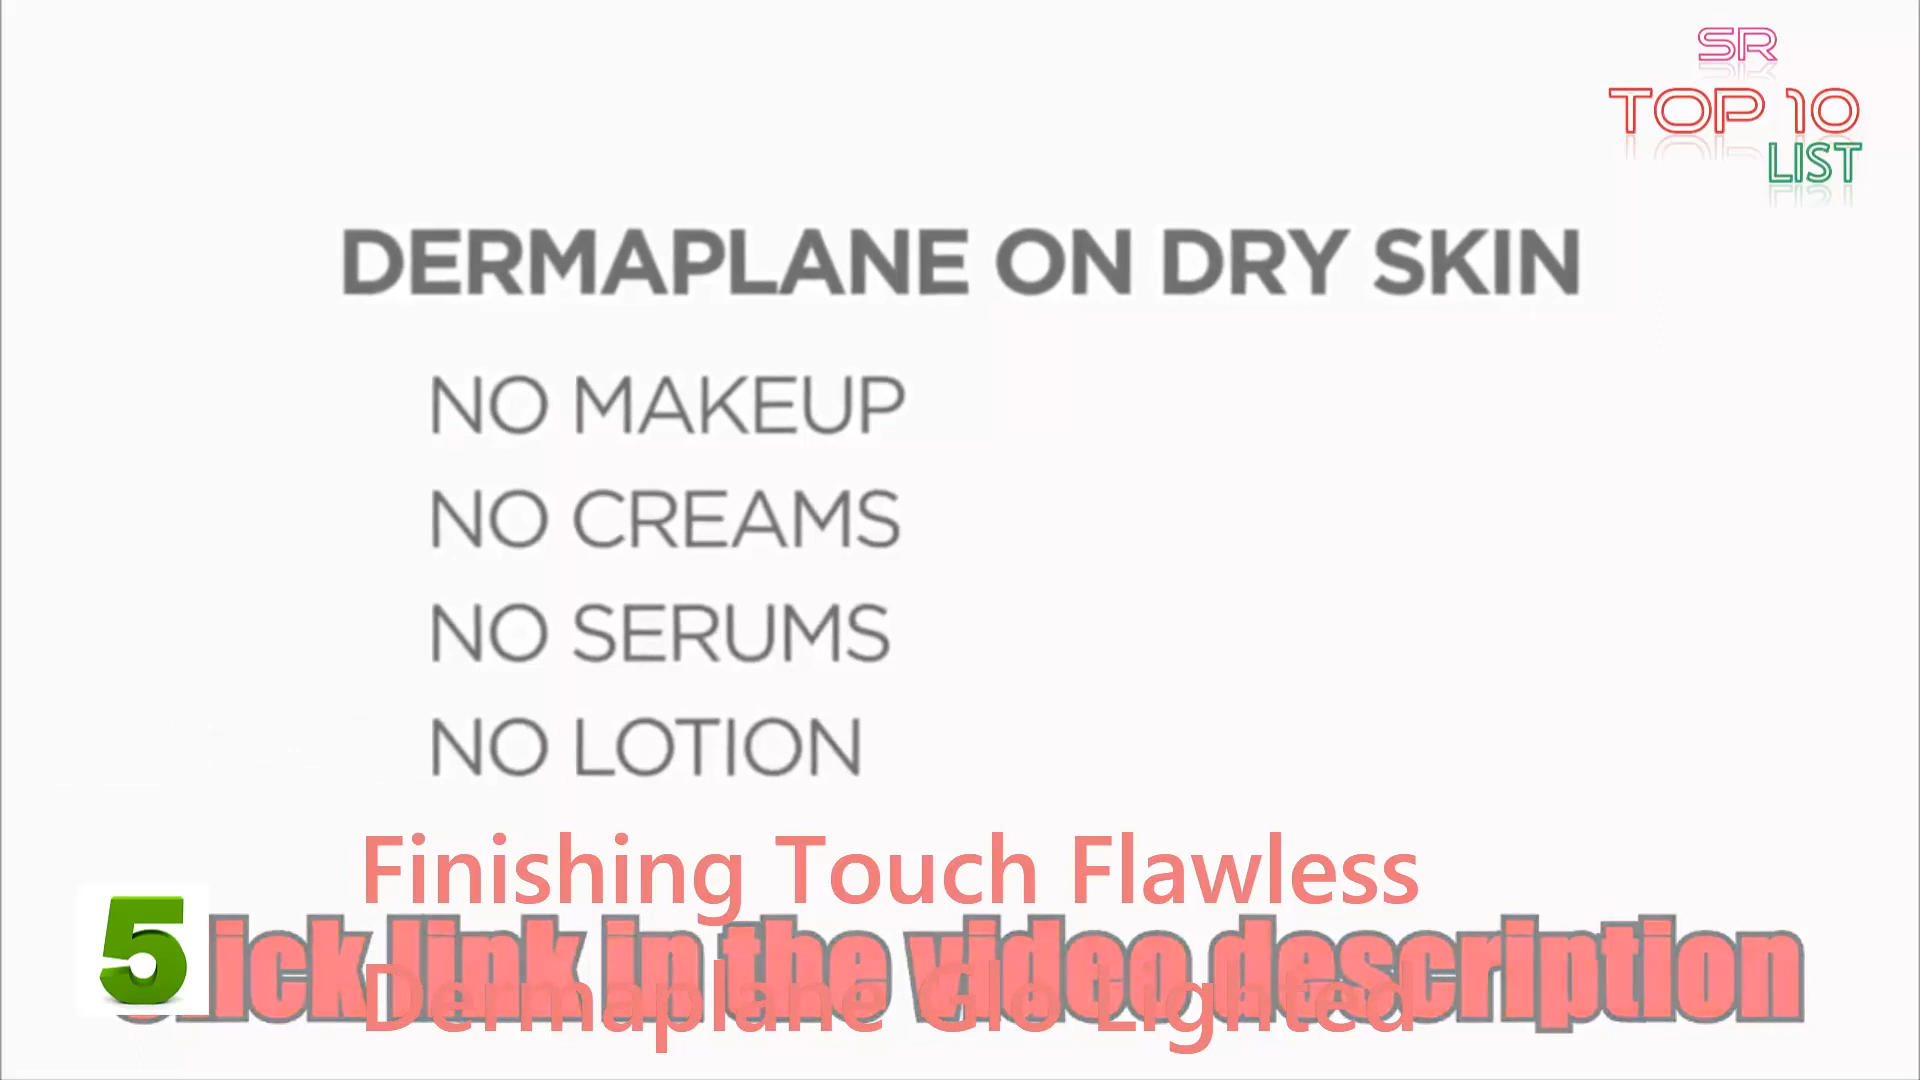 SR
TOP 10
LIST
DERMAPLANE ON DRY SKIN
NO MAKEUP
NO CREAMS
NO SERUMS
NO LOTION
Finishing Touch Flawless
5
link in the video description
Dermaplane Glo Lighted